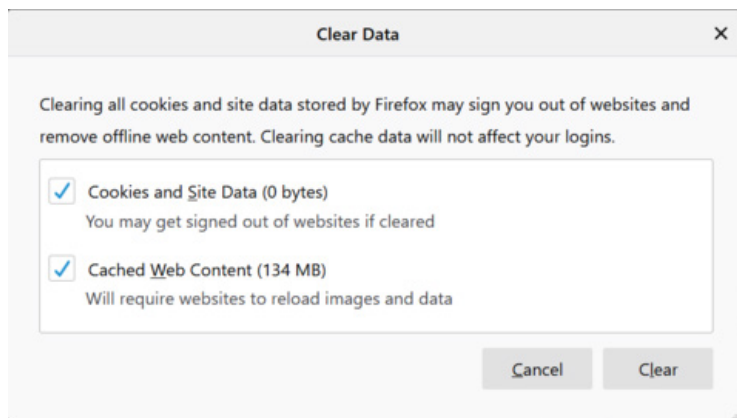 Clear Data
Clearing all cookies and site data stored by Firefox may sign you out of websites and
remove offline web content. Clearing cache data will not affect your logins.
Cookies and Site Data (0 bytes)
You may get signed out of websites if cleared
Cached Web Content (134 MB)
Will require websites to reload images and data
Cancel Clear